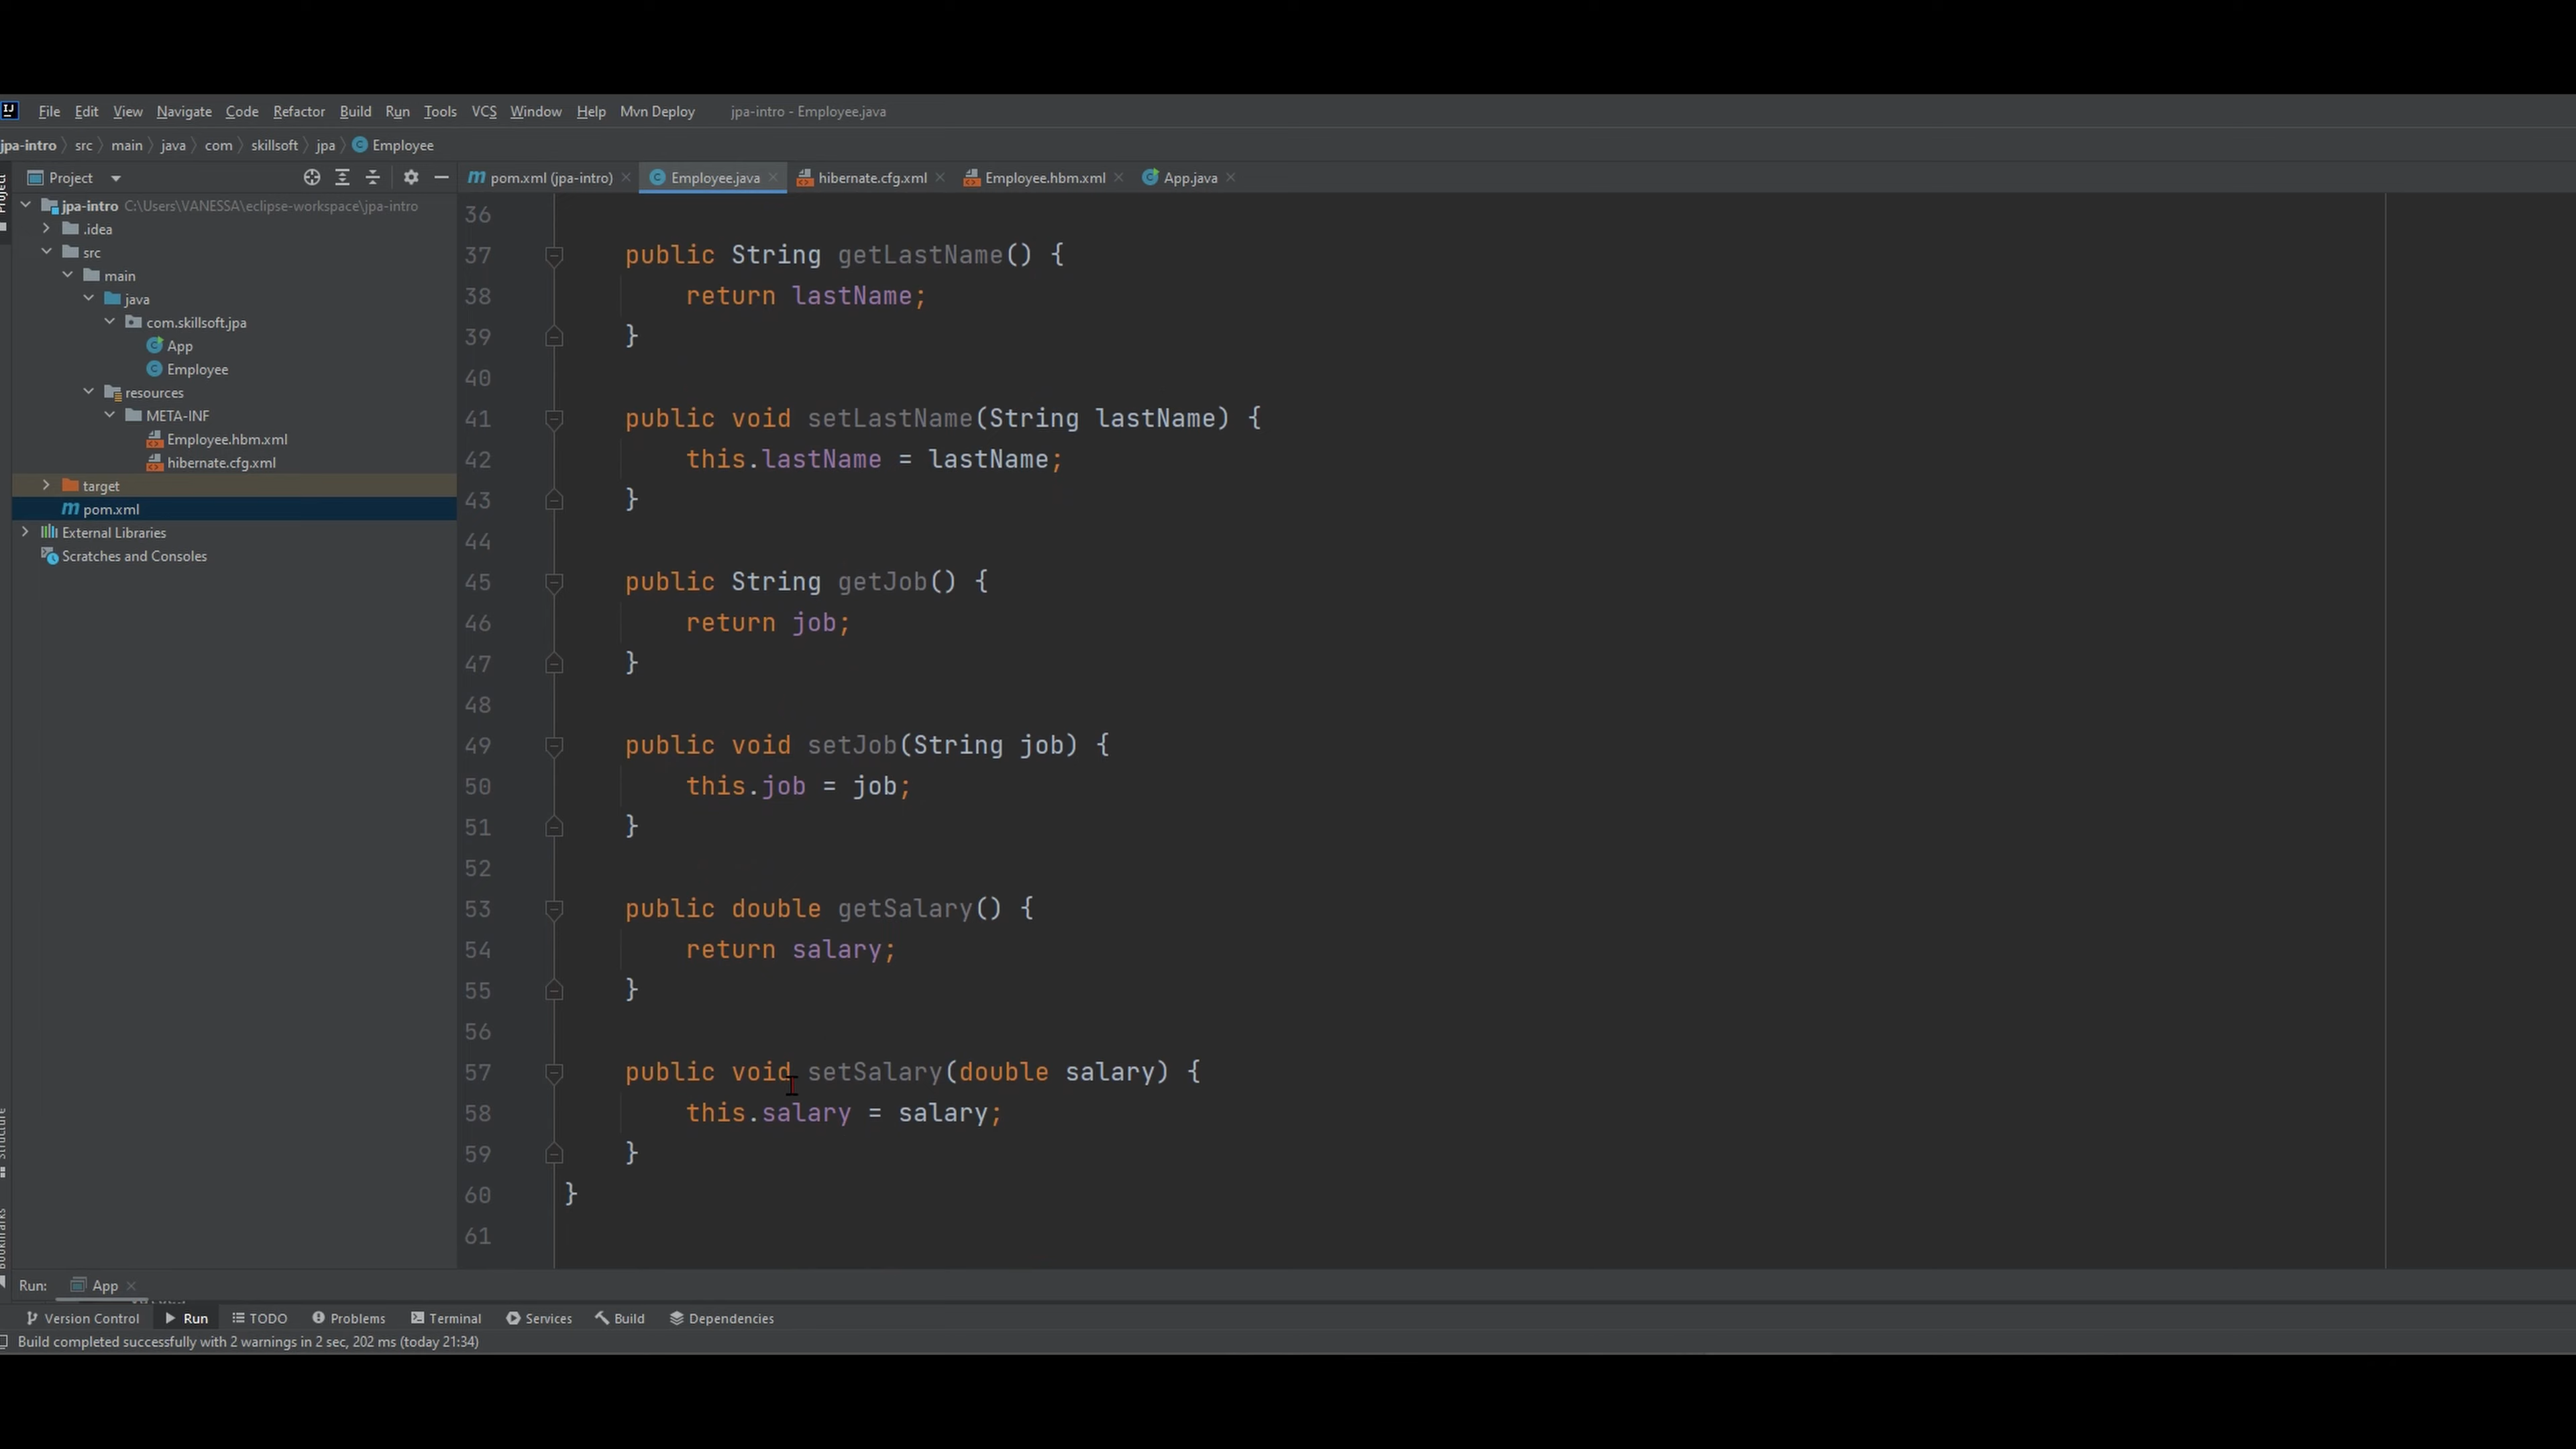 File Edit View Navigate Code Refactor Build Run Tools VCS Window Help Mvn Deploy jpa-intro - Employee.java
jpa-intro src main java com skillsoft jpa Employee
Project
Project
pom.xml (jpa-intro) Employee.java hibernate.cfg.xml Employee.hbm.xml App.java
jpa-intro C:\Users\VANESSA\eclipse-workspace\jpa-intro
.idea
src
main
java
com.skillsoft.jpa
App
Employee
resources
META-INF
Employee.hbm.xml
hibernate.cfg.xml
target
pom.xml
External Libraries
Scratches and Consoles
36
37 public String getLastName() {
38 return lastName;
39 }
40
41 public void setLastName(String lastName) {
42 this.lastName = lastName;
43 }
44
45 public String getJob() {
46 return job;
47 }
48
49 public void setJob(String job) {
50 this.job = job;
51 }
52
53 public double getSalary() {
54 return salary;
55 }
56
57 public void setSalary(double salary) {
58 this.salary = salary;
59 }
60 }
61
Run: App
Version Control Run TODO Problems Terminal Services Build Dependencies
Build completed successfully with 2 warnings in 2 sec, 202 ms (today 21:34)